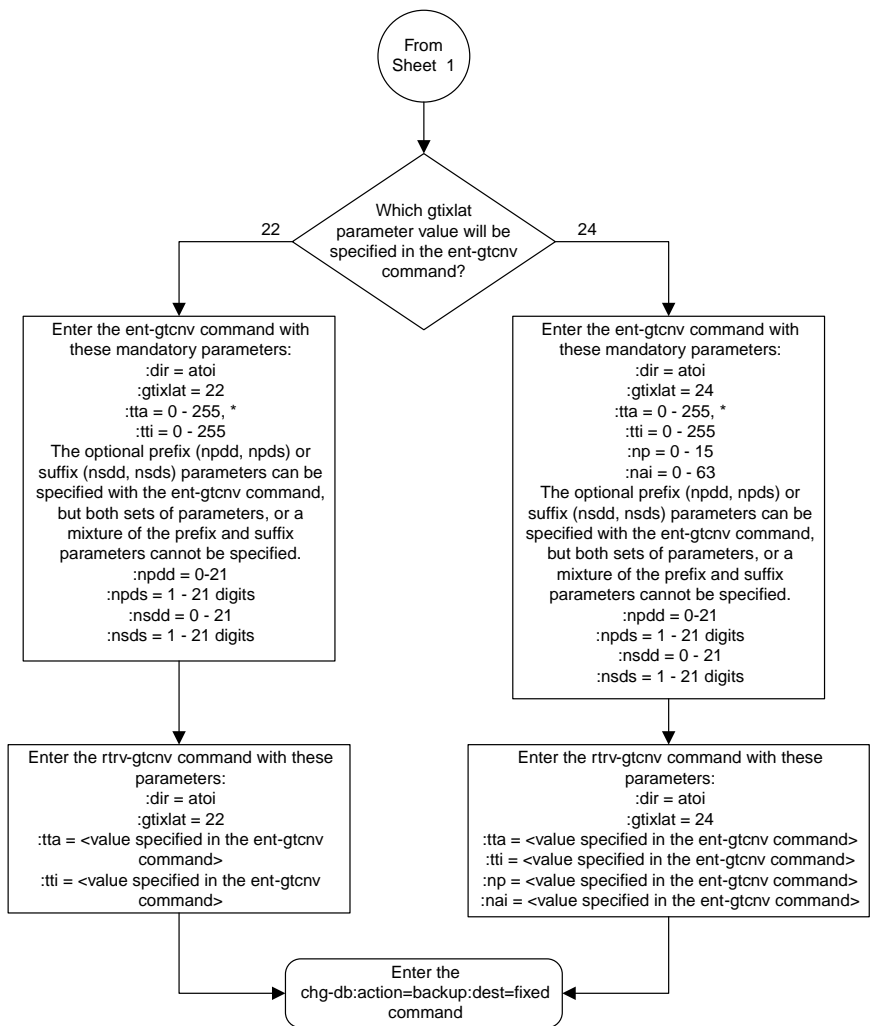 From
Sheet 1
Which gtixlat
parameter value will be
specified in the ent-gtcnv
command?
22
24
Enter the ent-gtcnv command with
these mandatory parameters:
:dir = atoi
:gtixlat = 22
:tta = 0 - 255, *
:tti = 0 - 255
The optional prefix (npdd, npds) or
suffix (nsdd, nsds) parameters can be
specified with the ent-gtcnv command,
but both sets of parameters, or a
mixture of the prefix and suffix
parameters cannot be specified.
:npdd = 0-21
:npds = 1 - 21 digits
:nsdd = 0 - 21
:nsds = 1 - 21 digits
Enter the ent-gtcnv command with
these mandatory parameters:
:dir = atoi
:gtixlat = 24
:tta = 0 - 255, *
:tti = 0 - 255
:np = 0 - 15
:nai = 0 - 63
The optional prefix (npdd, npds) or
suffix (nsdd, nsds) parameters can be
specified with the ent-gtcnv command,
but both sets of parameters, or a
mixture of the prefix and suffix
parameters cannot be specified.
:npdd = 0-21
:npds = 1 - 21 digits
:nsdd = 0 - 21
:nsds = 1 - 21 digits
Enter the rtrv-gtcnv command with these
parameters:
:dir = atoi
:gtixlat = 22
:tta = <value specified in the ent-gtcnv
command>
:tti = <value specified in the ent-gtcnv
command>
Enter the rtrv-gtcnv command with these
parameters:
:dir = atoi
:gtixlat = 24
:tta = <value specified in the ent-gtcnv command>
:tti = <value specified in the ent-gtcnv command>
:np = <value specified in the ent-gtcnv command>
:nai = <value specified in the ent-gtcnv command>
Enter the
chg-db:action=backup:dest=fixed
command